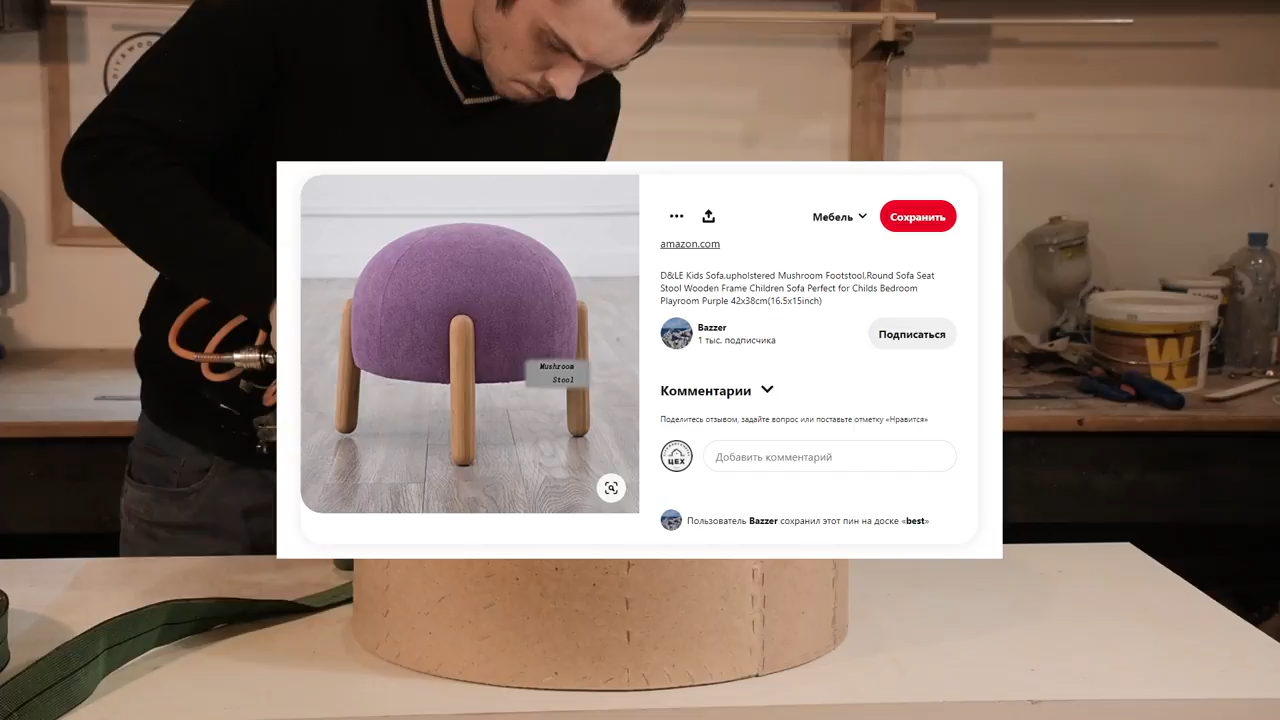 Мебель
Сохранить
amazon.com
D&LE Kids Sofa,upholstered Mushroom Footstool,Round Sofa Seat
Stool Wooden Frame Children Sofa Perfect for Childs Bedroom
Playroom Purple 42x38cm(16.5x15inch)
Bazzer
1 тыс. подписчика
Подписаться
Mushroom
Stool
Комментарии
Поделитесь отзывом, задайте вопрос или поставьте отметку «Нравится»
ЦЕХ
Добавить комментарий
Пользователь Bazzer сохранил этот пин на доске «best»
W